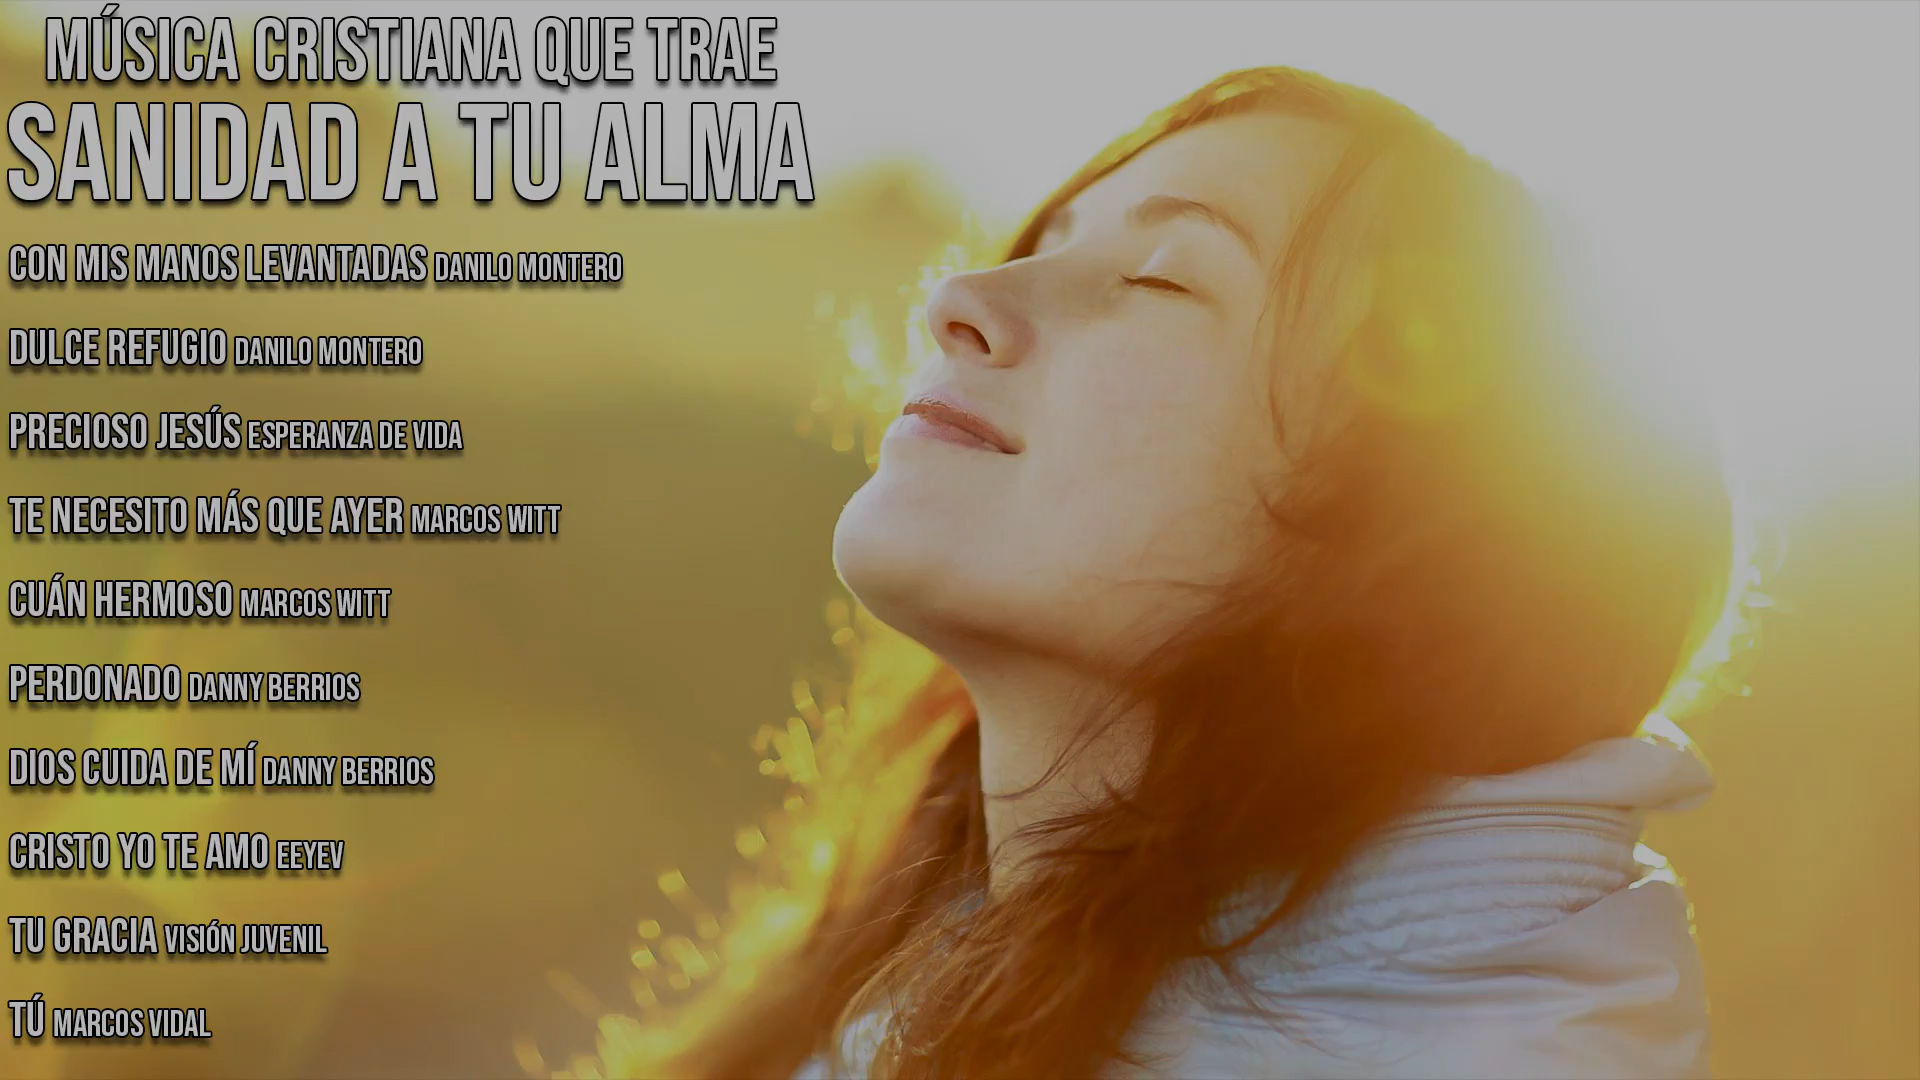 MÚSICA CRISTIANA QUE TRAE
SANIDAD A TU ALMA
CON MIS MANOS LEVANTADAS DANILO MONTERO
DULCE REFUGIO DANILO MONTERO
PRECIOSO JESÚS ESPERANZA DE VIDA
TE NECESITO MÁS QUE AYER MARCOS WITT
CUÁN HERMOSO MARCOS WITT
PERDONADO DANNY BERRIOS
DIOS CUIDA DE MÍ DANNY BERRIOS
CRISTO YO TE AMO EEYEV
TU GRACIA VISIÓN JUVENIL
TÚ MARCOS VIDAL